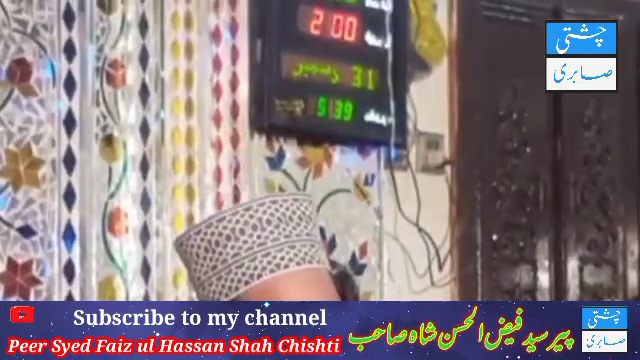 چشتی
صابری
2:00
31 دسمبر
5:39
Subscribe to my channel
Peer Syed Faiz ul Hassan Shah Chishti
پیر سید فیض الحسن شاہ صاحب
چشتی
صابری